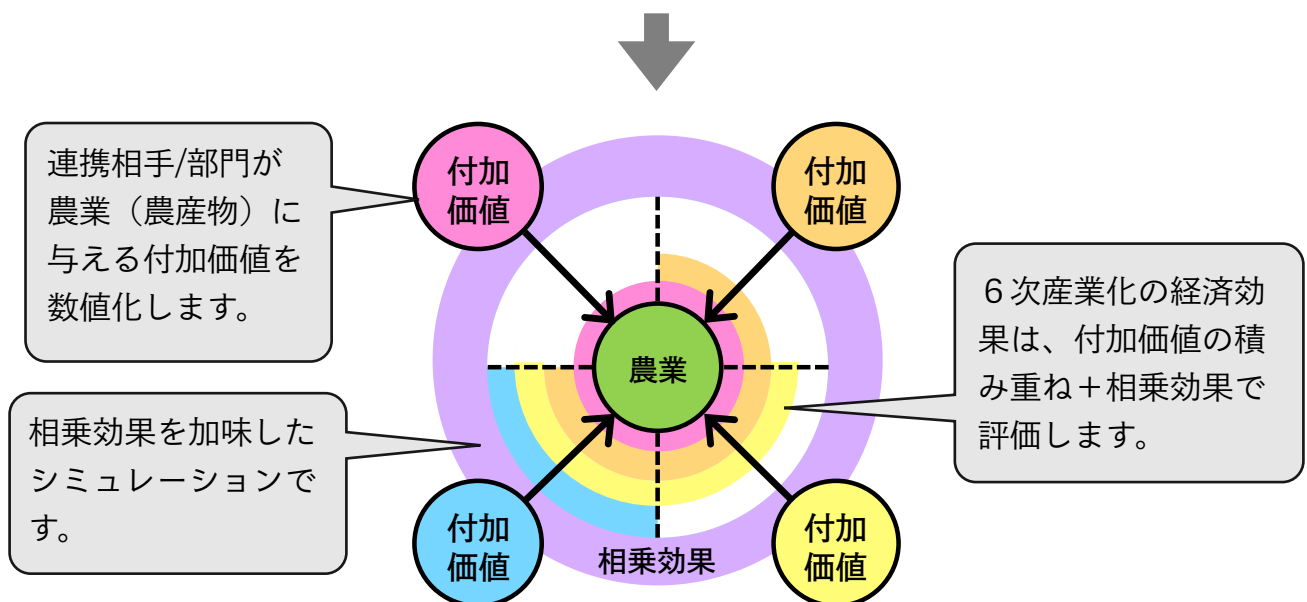 連携相手/部門が
農業（農産物）に
与える付加価値を
数値化します。
付加
価値
付加
価値
６次産業化の経済効
果は、付加価値の積
み重ね＋相乗効果で
評価します。
農業
相乗効果を加味した
シミュレーションで
す。
付加
価値
相乗効果
付加
価値